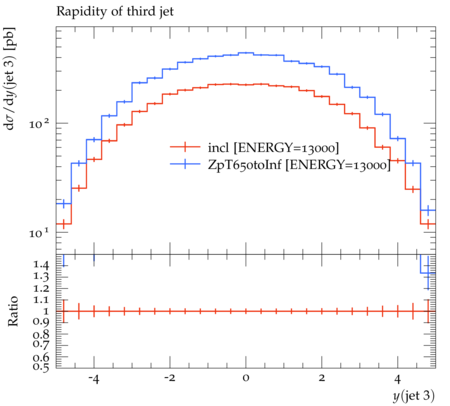 Rapidity of third jet
dσ/dy(jet 3) [pb]
10²
incl [ENERGY=13000]
ZpT650toInf [ENERGY=13000]
10¹
Ratio
1.4
1.3
1.2
1.1
1
0.9
0.8
0.7
0.6
0.5
-4 -2 0 2 4
y(jet 3)